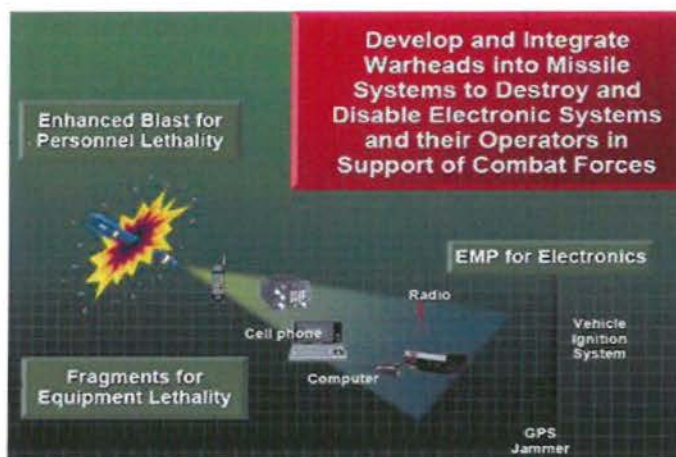 Develop and Integrate
Warheads into Missile
Systems to Destroy and
Disable Electronic Systems
and their Operators in
Support of Combat Forces
Enhanced Blast for
Personnel Lethality
EMP for Electronics
Radio
Cell phone
Vehicle
Ignition
System
Computer
Fragments for
Equipment Lethality
GPS
Jammer